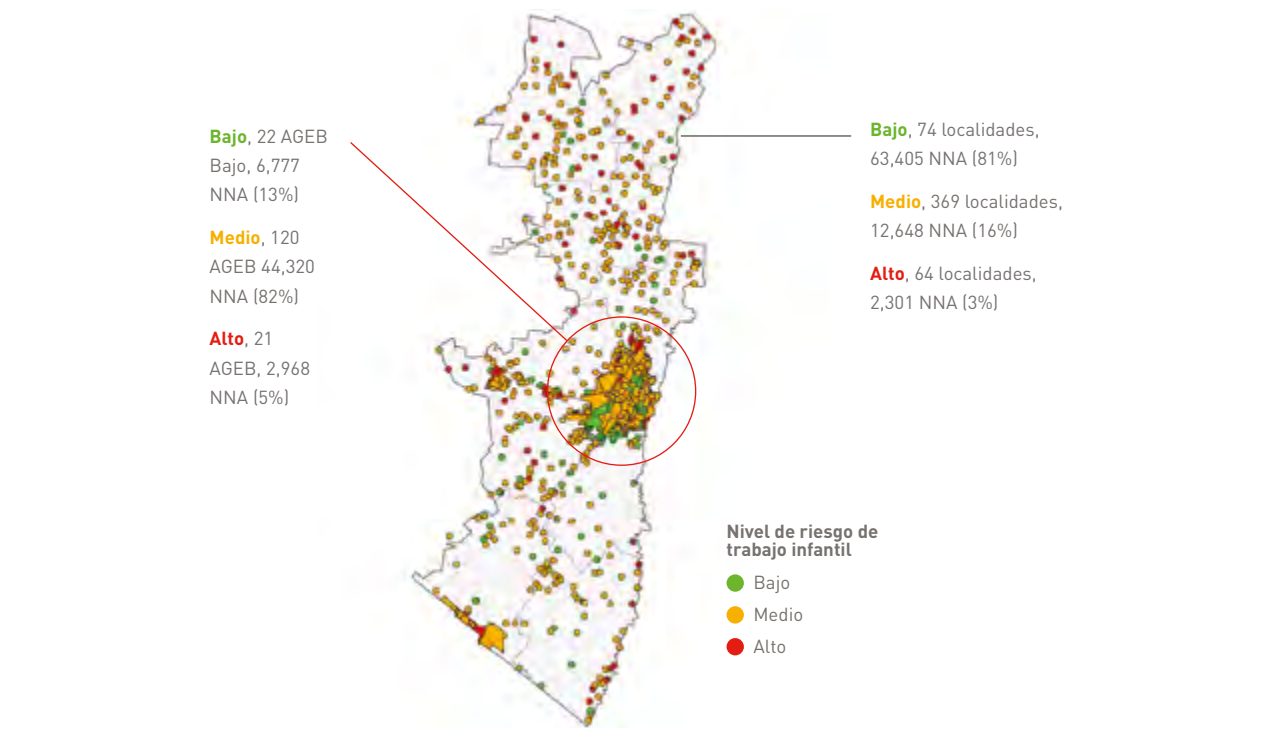 Bajo, 22 AGEB
Bajo, 6,777
NNA (13%)
Medio, 120
AGEB 44,320
NNA (82%)
Alto, 21
AGEB, 2,968
NNA (5%)
Bajo, 74 localidades,
63,405 NNA (81%)
Medio, 369 localidades,
12,648 NNA (16%)
Alto, 64 localidades,
2,301 NNA (3%)
Nivel de riesgo de
trabajo infantil
Bajo
Medio
Alto